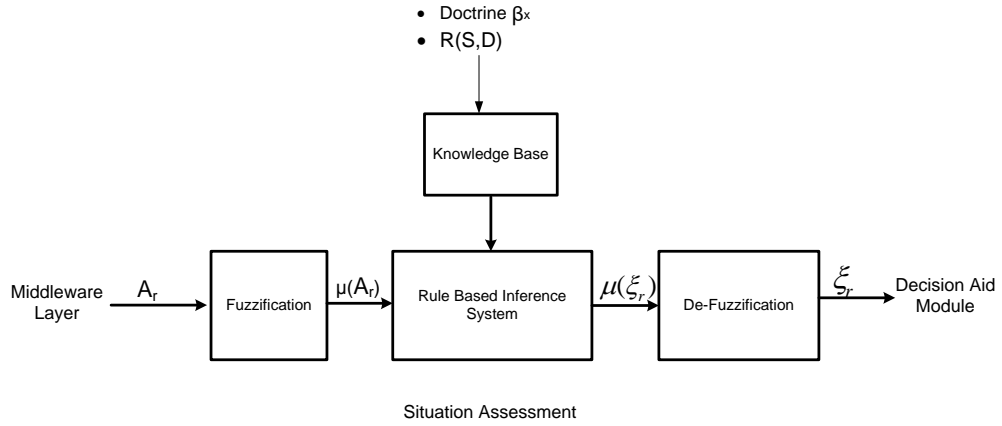 • Doctrine βx
• R(S,D)
Knowledge Base
Middleware
Layer
Ar
Fuzzification
μ(Ar)
Rule Based Inference
System
μ(ξr)
De-Fuzzification
ξr
Decision Aid
Module
Situation Assessment